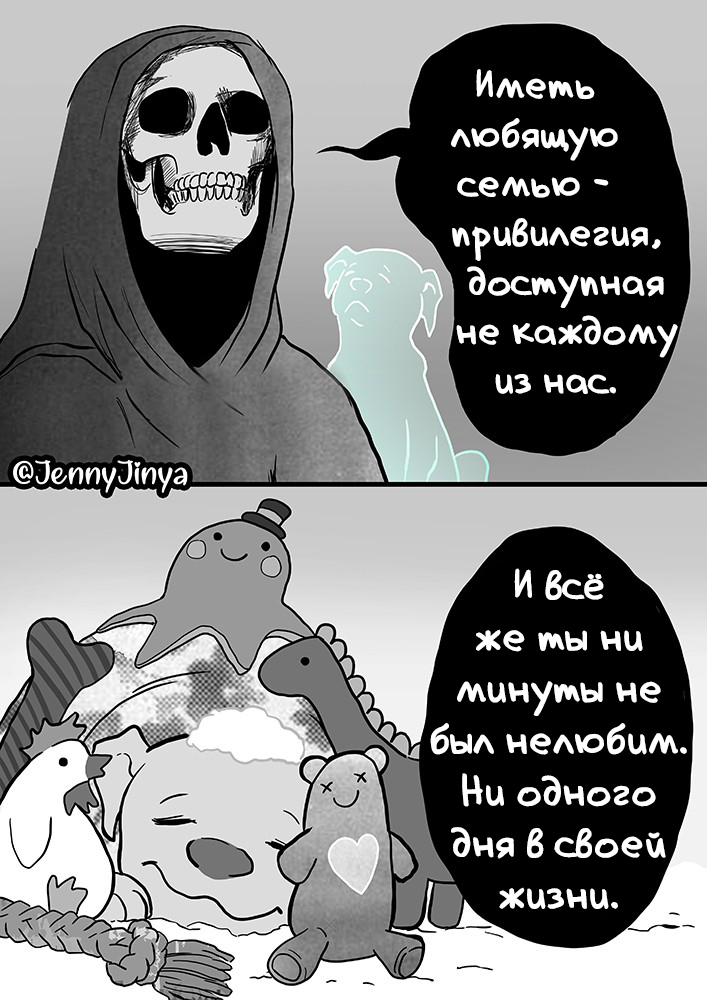 Иметь
любящую
семью -
привилегия,
доступная
не каждому
из нас.
©JennyJinya
И всё
же ты ни
минуты не
был нелюбим.
Ни одного
дня в своей
жизни.